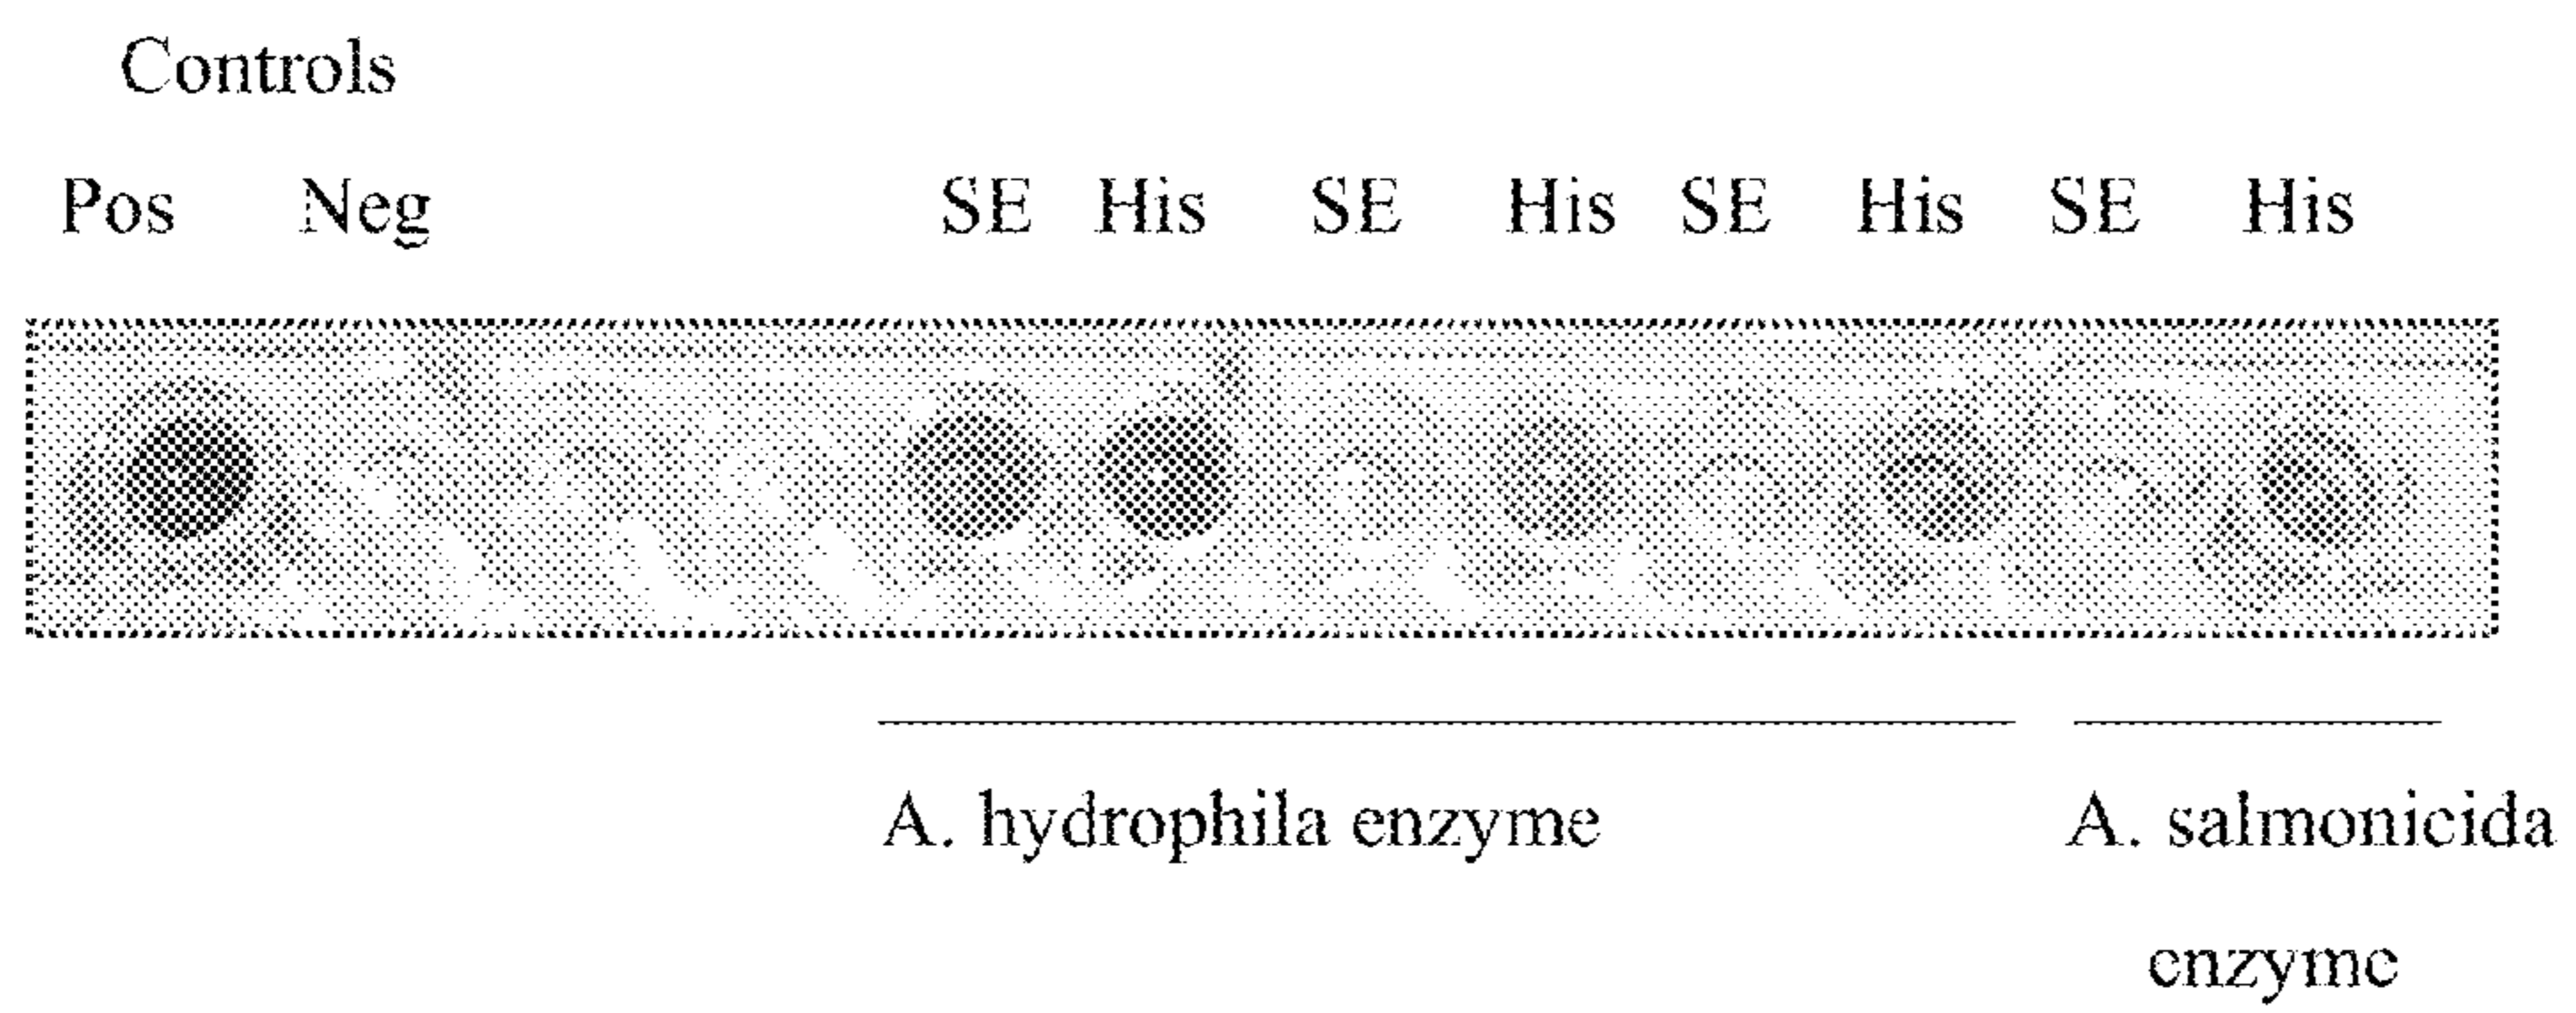 Controls
Pos Neg SE His SE His SE His SE His
A. hydrophila enzyme A. salmonicida
enzyme